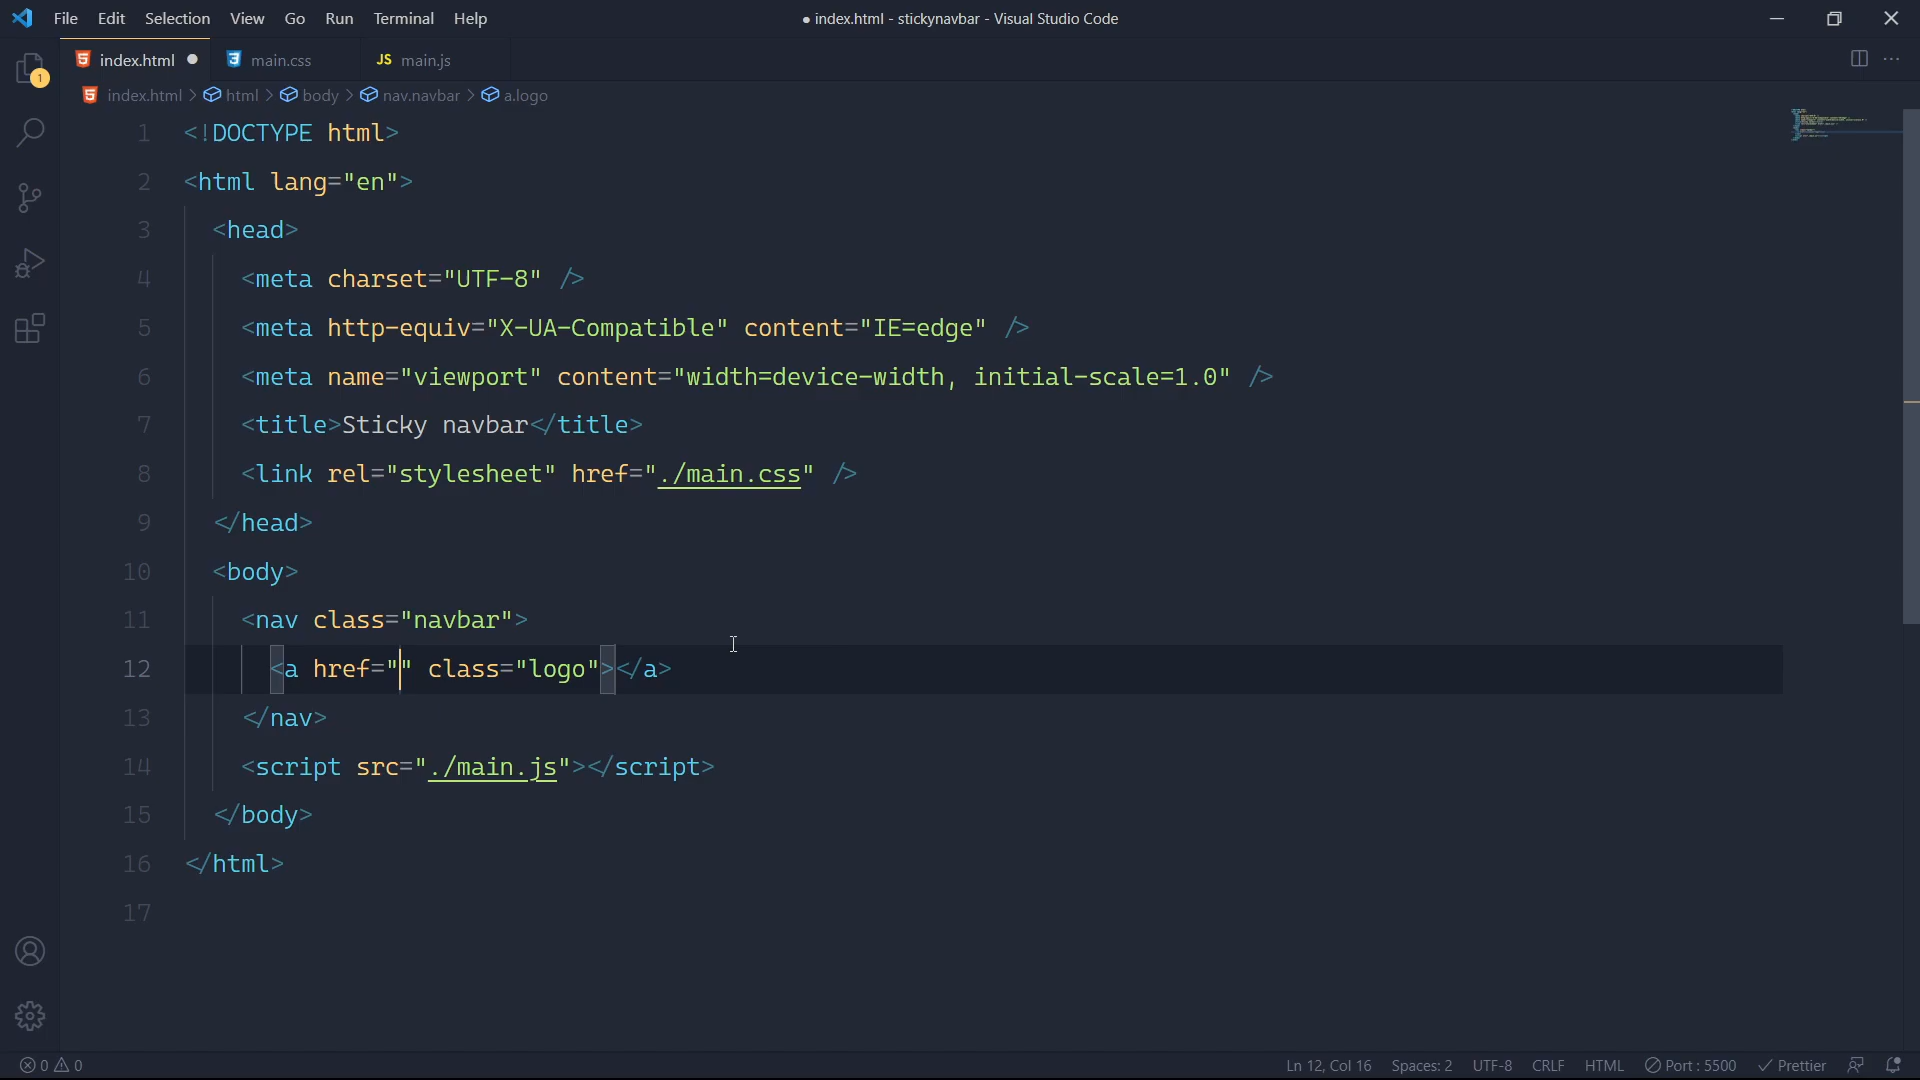 File Edit Selection View Go Run Terminal Help
● index.html - stickynavbar - Visual Studio Code
index.html ● main.css JS main.js
index.html > html > body > nav.navbar > a.logo
1
1 <!DOCTYPE html>
2 <html lang="en">
3 <head>
4 <meta charset="UTF-8" />
5 <meta http-equiv="X-UA-Compatible" content="IE=edge" />
6 <meta name="viewport" content="width=device-width, initial-scale=1.0" />
7 <title>Sticky navbar</title>
8 <link rel="stylesheet" href="./main.css" />
9 </head>
10 <body>
11 <nav class="navbar">
12 <a href="" class="logo"></a>
13 </nav>
14 <script src="./main.js"></script>
15 </body>
16 </html>
17
0 0 Ln 12, Col 16 Spaces: 2 UTF-8 CRLF HTML Port : 5500 Prettier